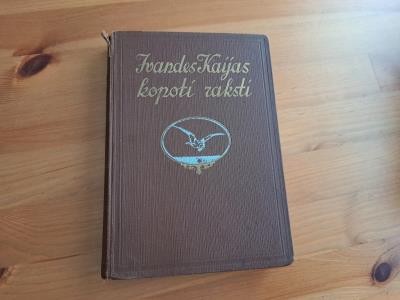 Ivandes Kaijas
kopoti raksti